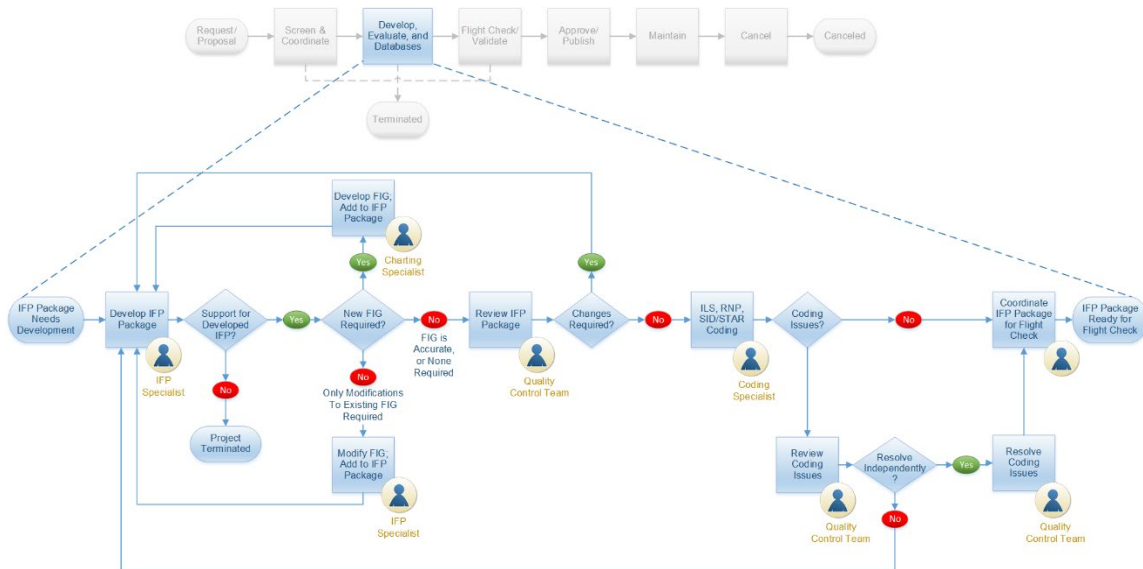 Request/
Proposal
Screen &
Coordinate
Develop,
Evaluate, and
Databases
Flight Check/
Validate
Approve/
Publish
Maintain
Cancel
Canceled
Terminated
Develop FIG;
Add to IFP
Package
Charting
Specialist
Yes
Yes
IFP Package
Needs
Development
Develop IFP
Package
IFP
Specialist
Support for
Developed
IFP?
Yes
No
Project
Terminated
New FIG
Required?
No
FIG is
Accurate,
or None
Required
No
Only Modifications
To Existing FIG
Required
Modify FIG;
Add to IFP
Package
IFP
Specialist
Review IFP
Package
Quality
Control Team
Changes
Required?
No
ILS, RNP,
SID/STAR
Coding
Coding
Specialist
Coding
Issues?
No
Coordinate
IFP Package
for Flight
Check
IFP Package
Ready for
Flight Check
Review
Coding
Issues
Quality
Control Team
Resolve
Independently
?
Yes
No
Resolve
Coding
Issues
Quality
Control Team